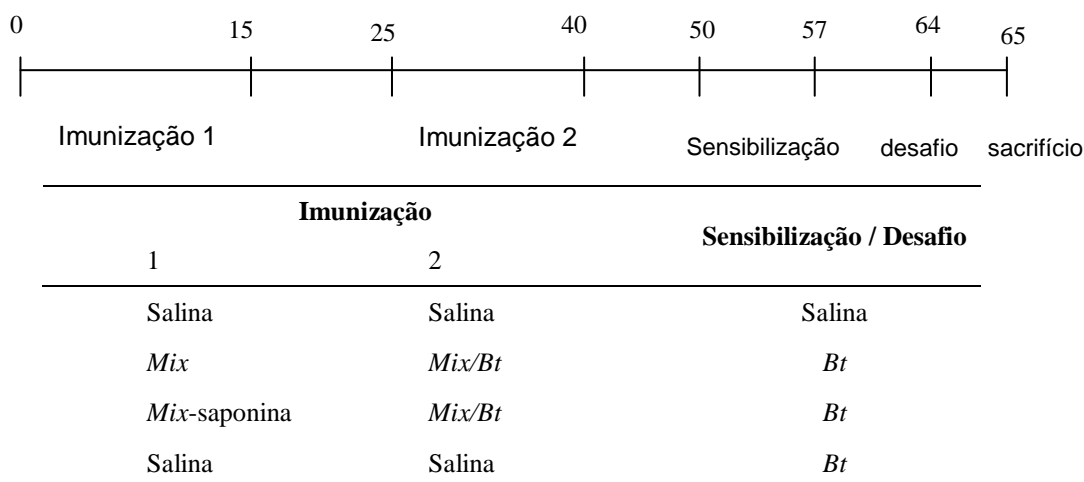 0 15 25 40 50 57 64 65
Imunização 1 Imunização 2 Sensibilização desafio sacrifício
Imunização Sensibilização / Desafio
1 2
Salina Salina Salina
Mix Mix/Bt Bt
Mix-saponina Mix/Bt Bt
Salina Salina Bt